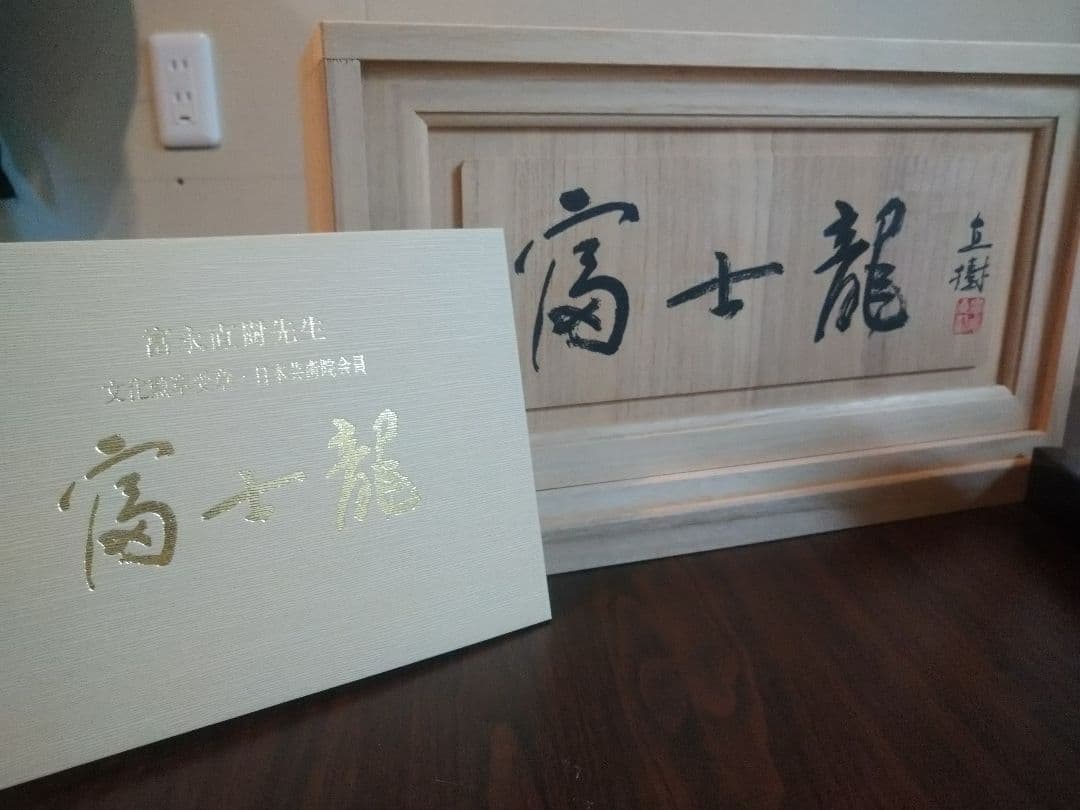 富永直樹先生
文化勲章受章・日本芸術院会員
富士龍
富士龍
直樹